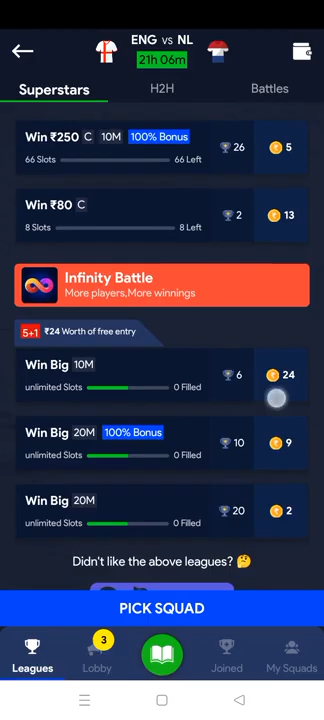 ENG vs NL
21h 06m
Superstars
H2H
Battles
Win ₹250 C 10M 100% Bonus
26
5
66 Slots
66 Left
Win ₹80 C
2
13
8 Slots
8 Left
Infinity Battle
More players,More winnings
5+1 ₹24 Worth of free entry
Win Big 10M
6
24
unlimited Slots
0 Filled
Win Big 20M 100% Bonus
10
9
unlimited Slots
0 Filled
Win Big 20M
20
2
unlimited Slots
0 Filled
Didn't like the above leagues? 🤔
PICK SQUAD
3
Leagues
Lobby
Joined
My Squads